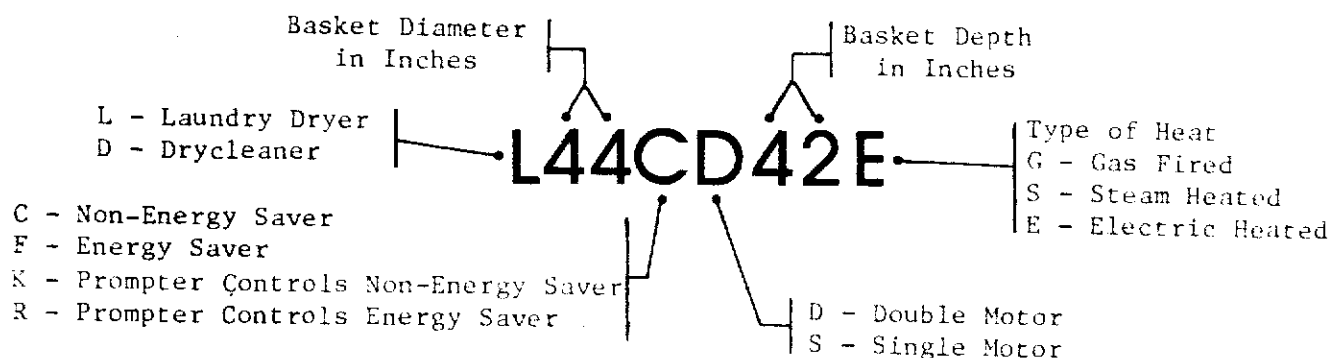 Basket Diameter
in Inches
Basket Depth
in Inches
L - Laundry Dryer
D - Drycleaner
L44CD42E
Type of Heat
G - Gas Fired
S - Steam Heated
E - Electric Heated
C - Non-Energy Saver
F - Energy Saver
K - Prompter Controls Non-Energy Saver
R - Prompter Controls Energy Saver
D - Double Motor
S - Single Motor